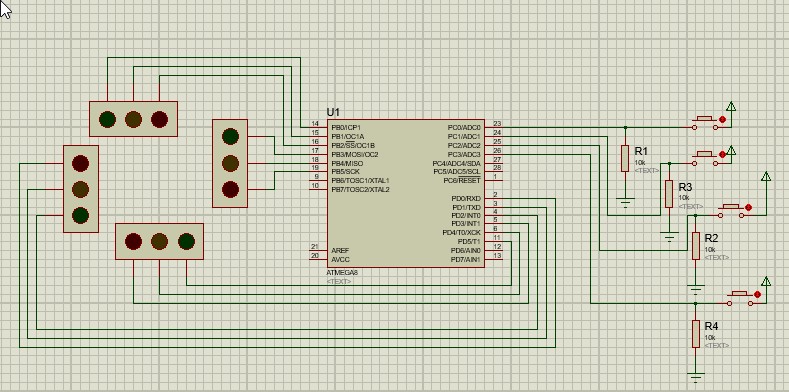 U1
14 PB0/ICP1 PC0/ADC0 23
15 PB1/OC1A PC1/ADC1 24
16 PB2/SS/OC1B PC2/ADC2 25
17 PB3/MOSI/OC2 PC3/ADC3 26
18 PB4/MISO PC4/ADC4/SDA 27
19 PB5/SCK PC5/ADC5/SCL 28
9 PB6/TOSC1/XTAL1 PC6/RESET 1
10 PB7/TOSC2/XTAL2
PD0/RXD 2
PD1/TXD 3
PD2/INT0 4
PD3/INT1 5
PD4/T0/XCK 6
PD5/T1 11
21 AREF PD6/AIN0 12
20 AVCC PD7/AIN1 13
ATMEGA8
<TEXT>
R1
10k
<TEXT>
R3
10k
<TEXT>
R2
10k
<TEXT>
R4
10k
<TEXT>